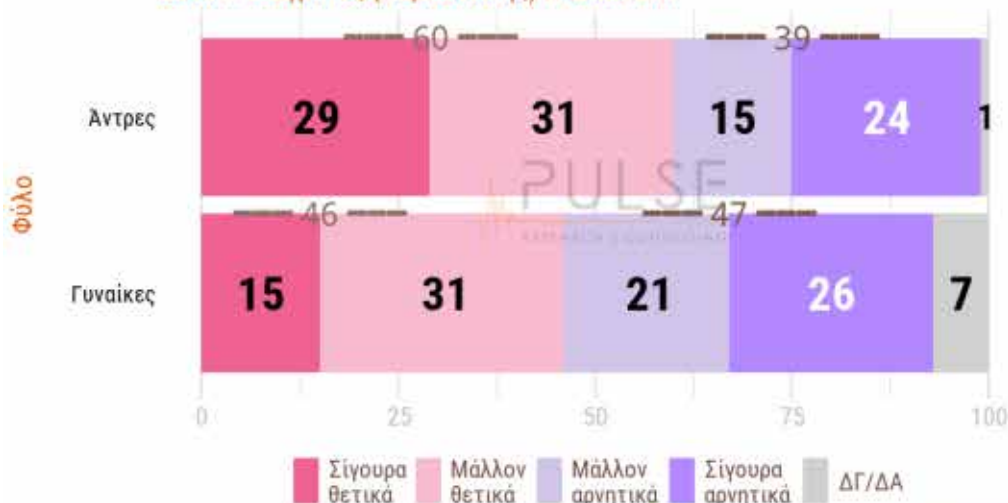 60 39
Άντρες 29 31 15 24 1
PULSE
Φύλο
46 47
Γυναίκες 15 31 21 26 7
0 25 50 75 100
Σίγουρα θετικά
Μάλλον θετικά
Μάλλον αρνητικά
Σίγουρα αρνητικά
ΔΓ/ΔΑ